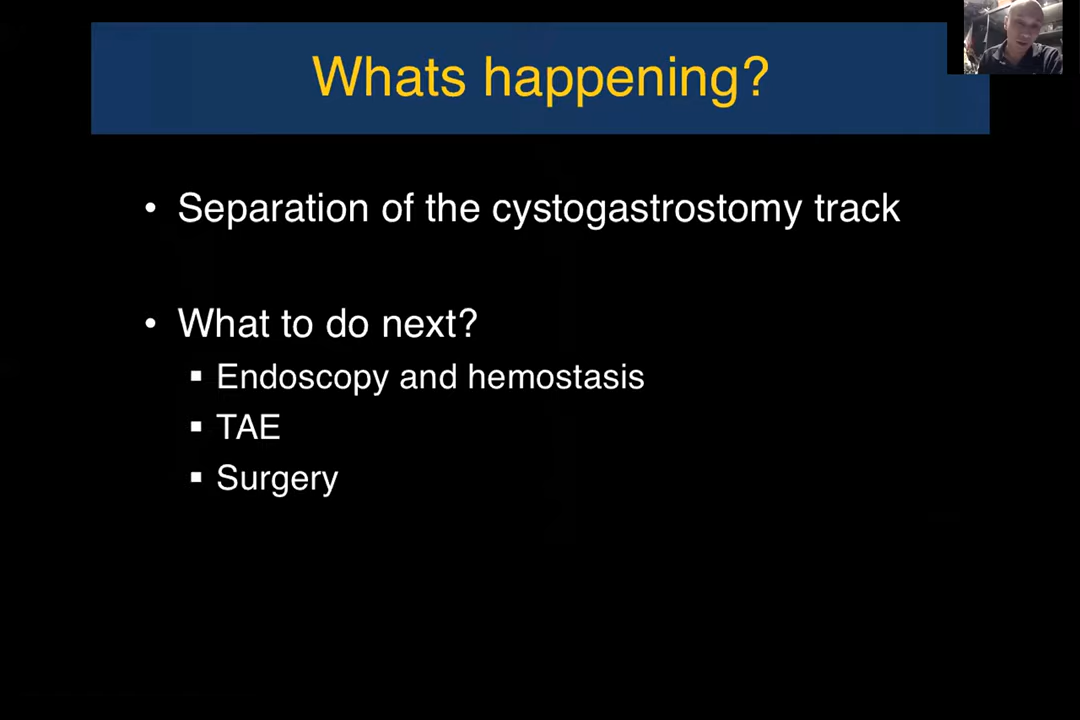 Whats happening?
• Separation of the cystogastrostomy track
• What to do next?
▪ Endoscopy and hemostasis
▪ TAE
▪ Surgery